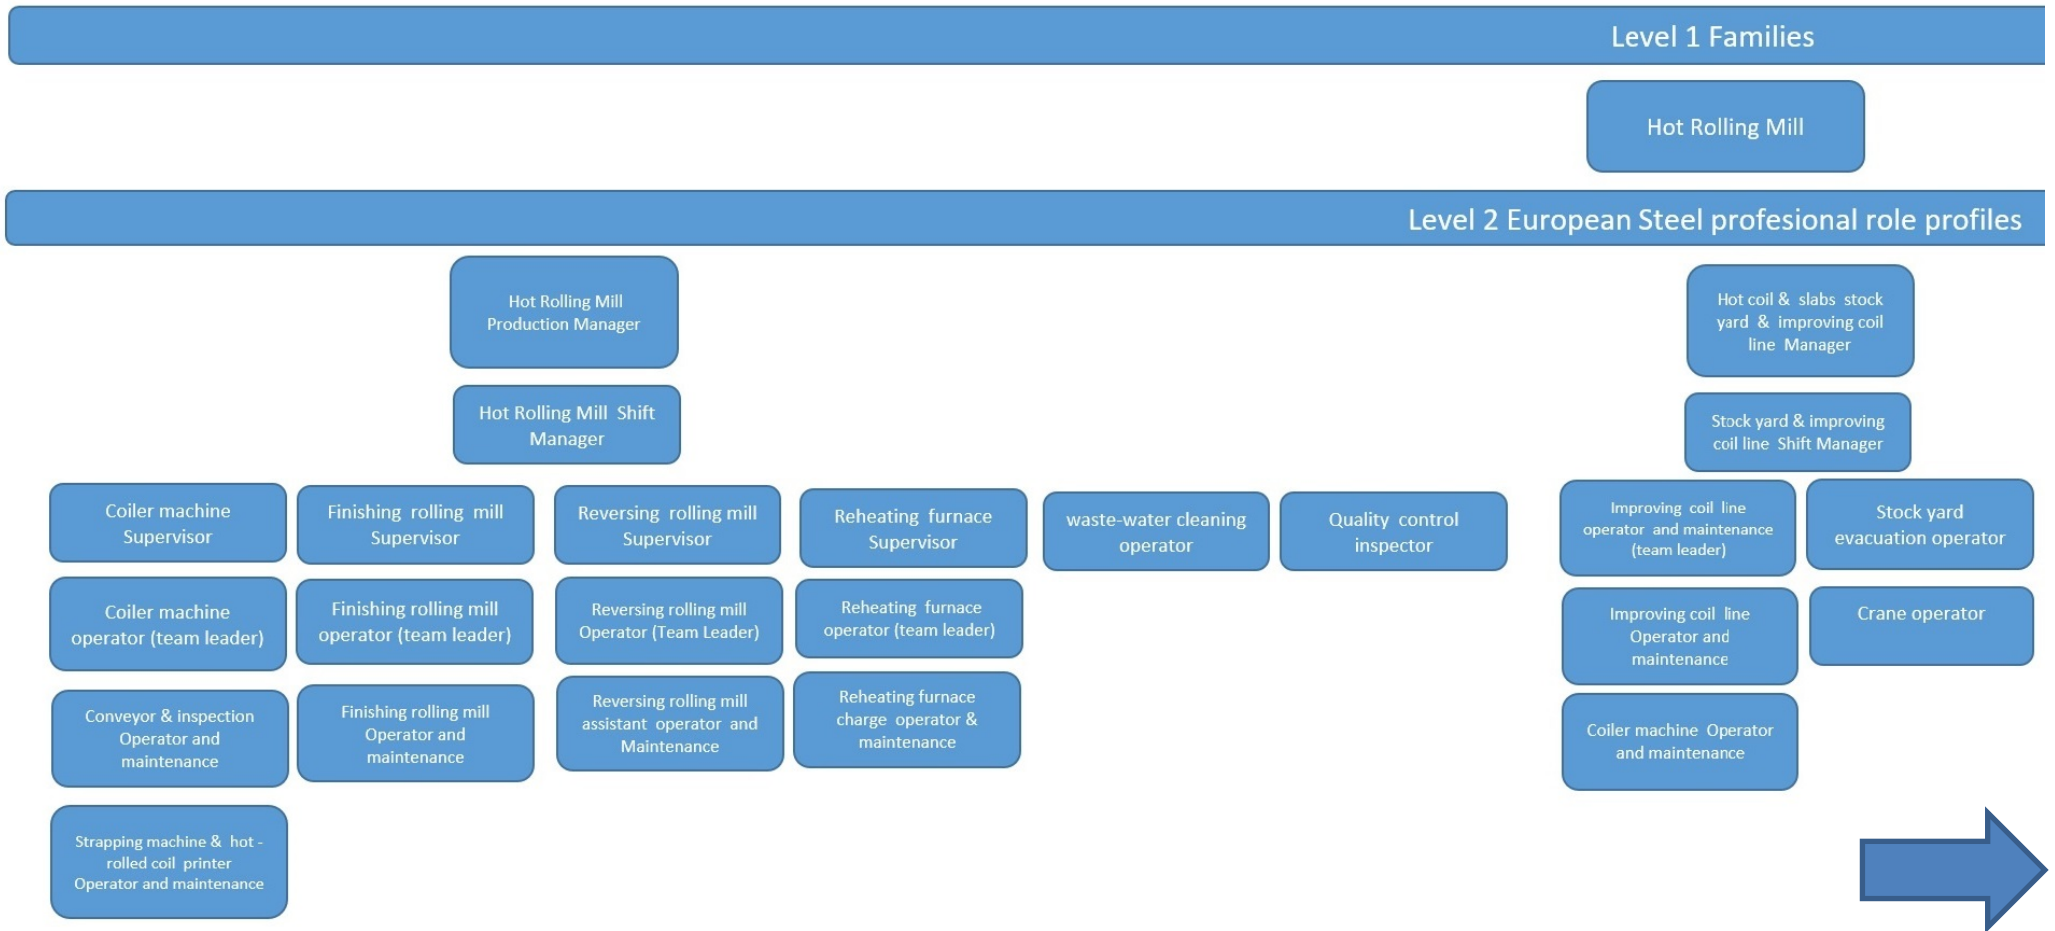 Level 1 Families
Hot Rolling Mill
Level 2 European Steel profesional role profiles
Hot Rolling Mill
Production Manager
Hot coil & slabs stock
yard & improving coil
line Manager
Hot Rolling Mill Shift
Manager
Stock yard & improving
coil line Shift Manager
Coiler machine
Supervisor
Finishing rolling mill
Supervisor
Reversing rolling mill
Supervisor
Reheating furnace
Supervisor
waste-water cleaning
operator
Quality control
inspector
Improving coil line
operator and maintenance
(team leader)
Stock yard
evacuation operator
Coiler machine
operator (team leader)
Finishing rolling mill
operator (team leader)
Reversing rolling mill
Operator (Team Leader)
Reheating furnace
operator (team leader)
Improving coil line
Operator and
maintenance
Crane operator
Conveyor & inspection
Operator and
maintenance
Finishing rolling mill
Operator and
maintenance
Reversing rolling mill
assistant operator and
Maintenance
Reheating furnace
charge operator &
maintenance
Coiler machine Operator
and maintenance
Strapping machine & hot -
rolled coil printer
Operator and maintenance